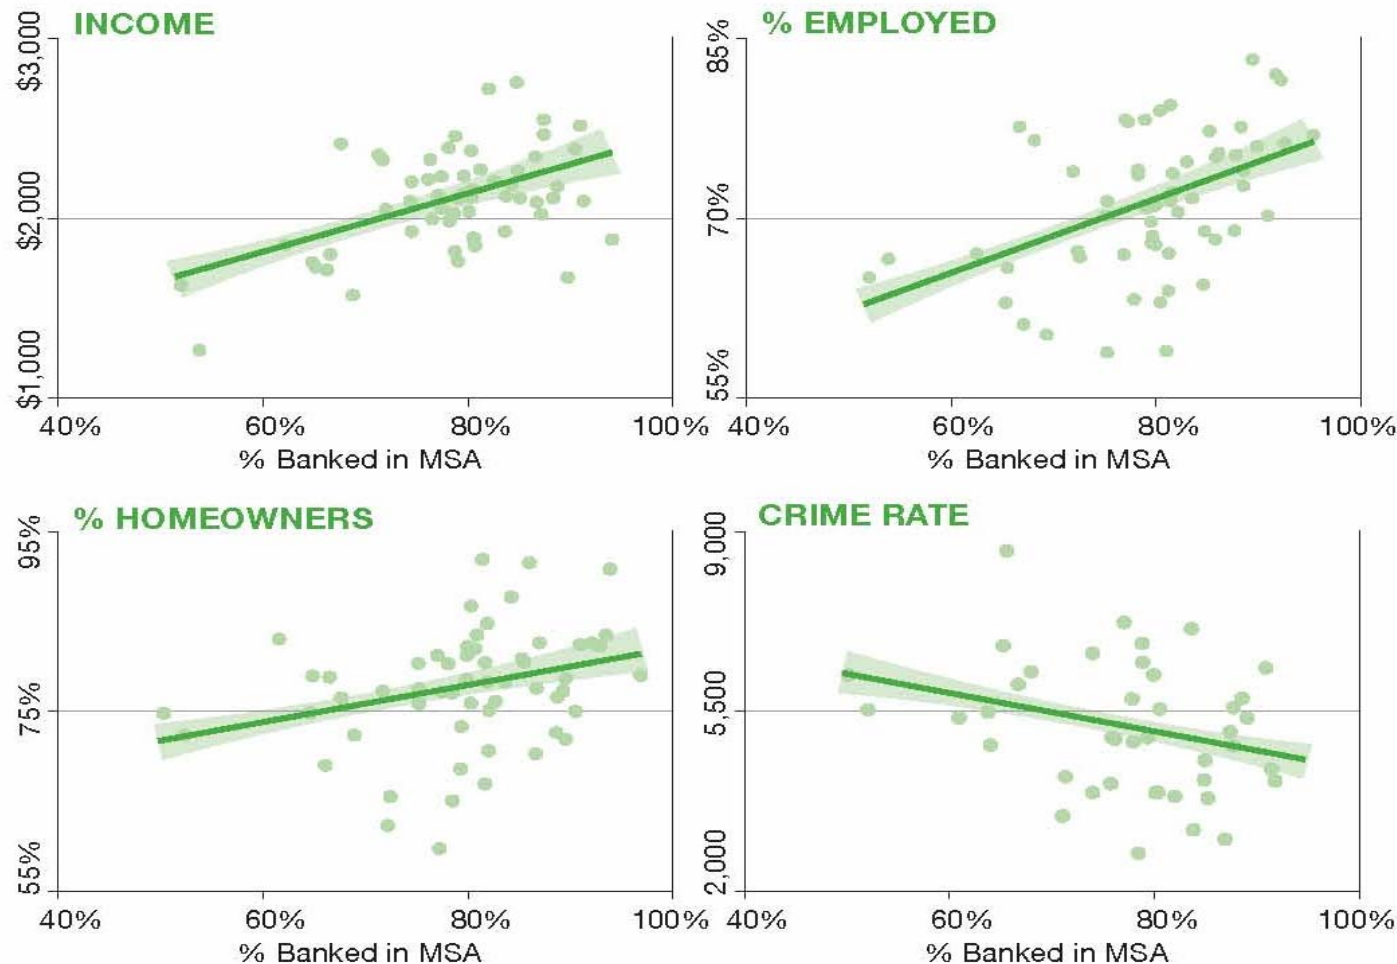 INCOME
$3,000
$2,000
$1,000
40% 60% 80% 100%
% Banked in MSA
% EMPLOYED
85%
70%
55%
40% 60% 80% 100%
% Banked in MSA
% HOMEOWNERS
95%
75%
55%
40% 60% 80% 100%
% Banked in MSA
CRIME RATE
9,000
5,500
2,000
40% 60% 80% 100%
% Banked in MSA